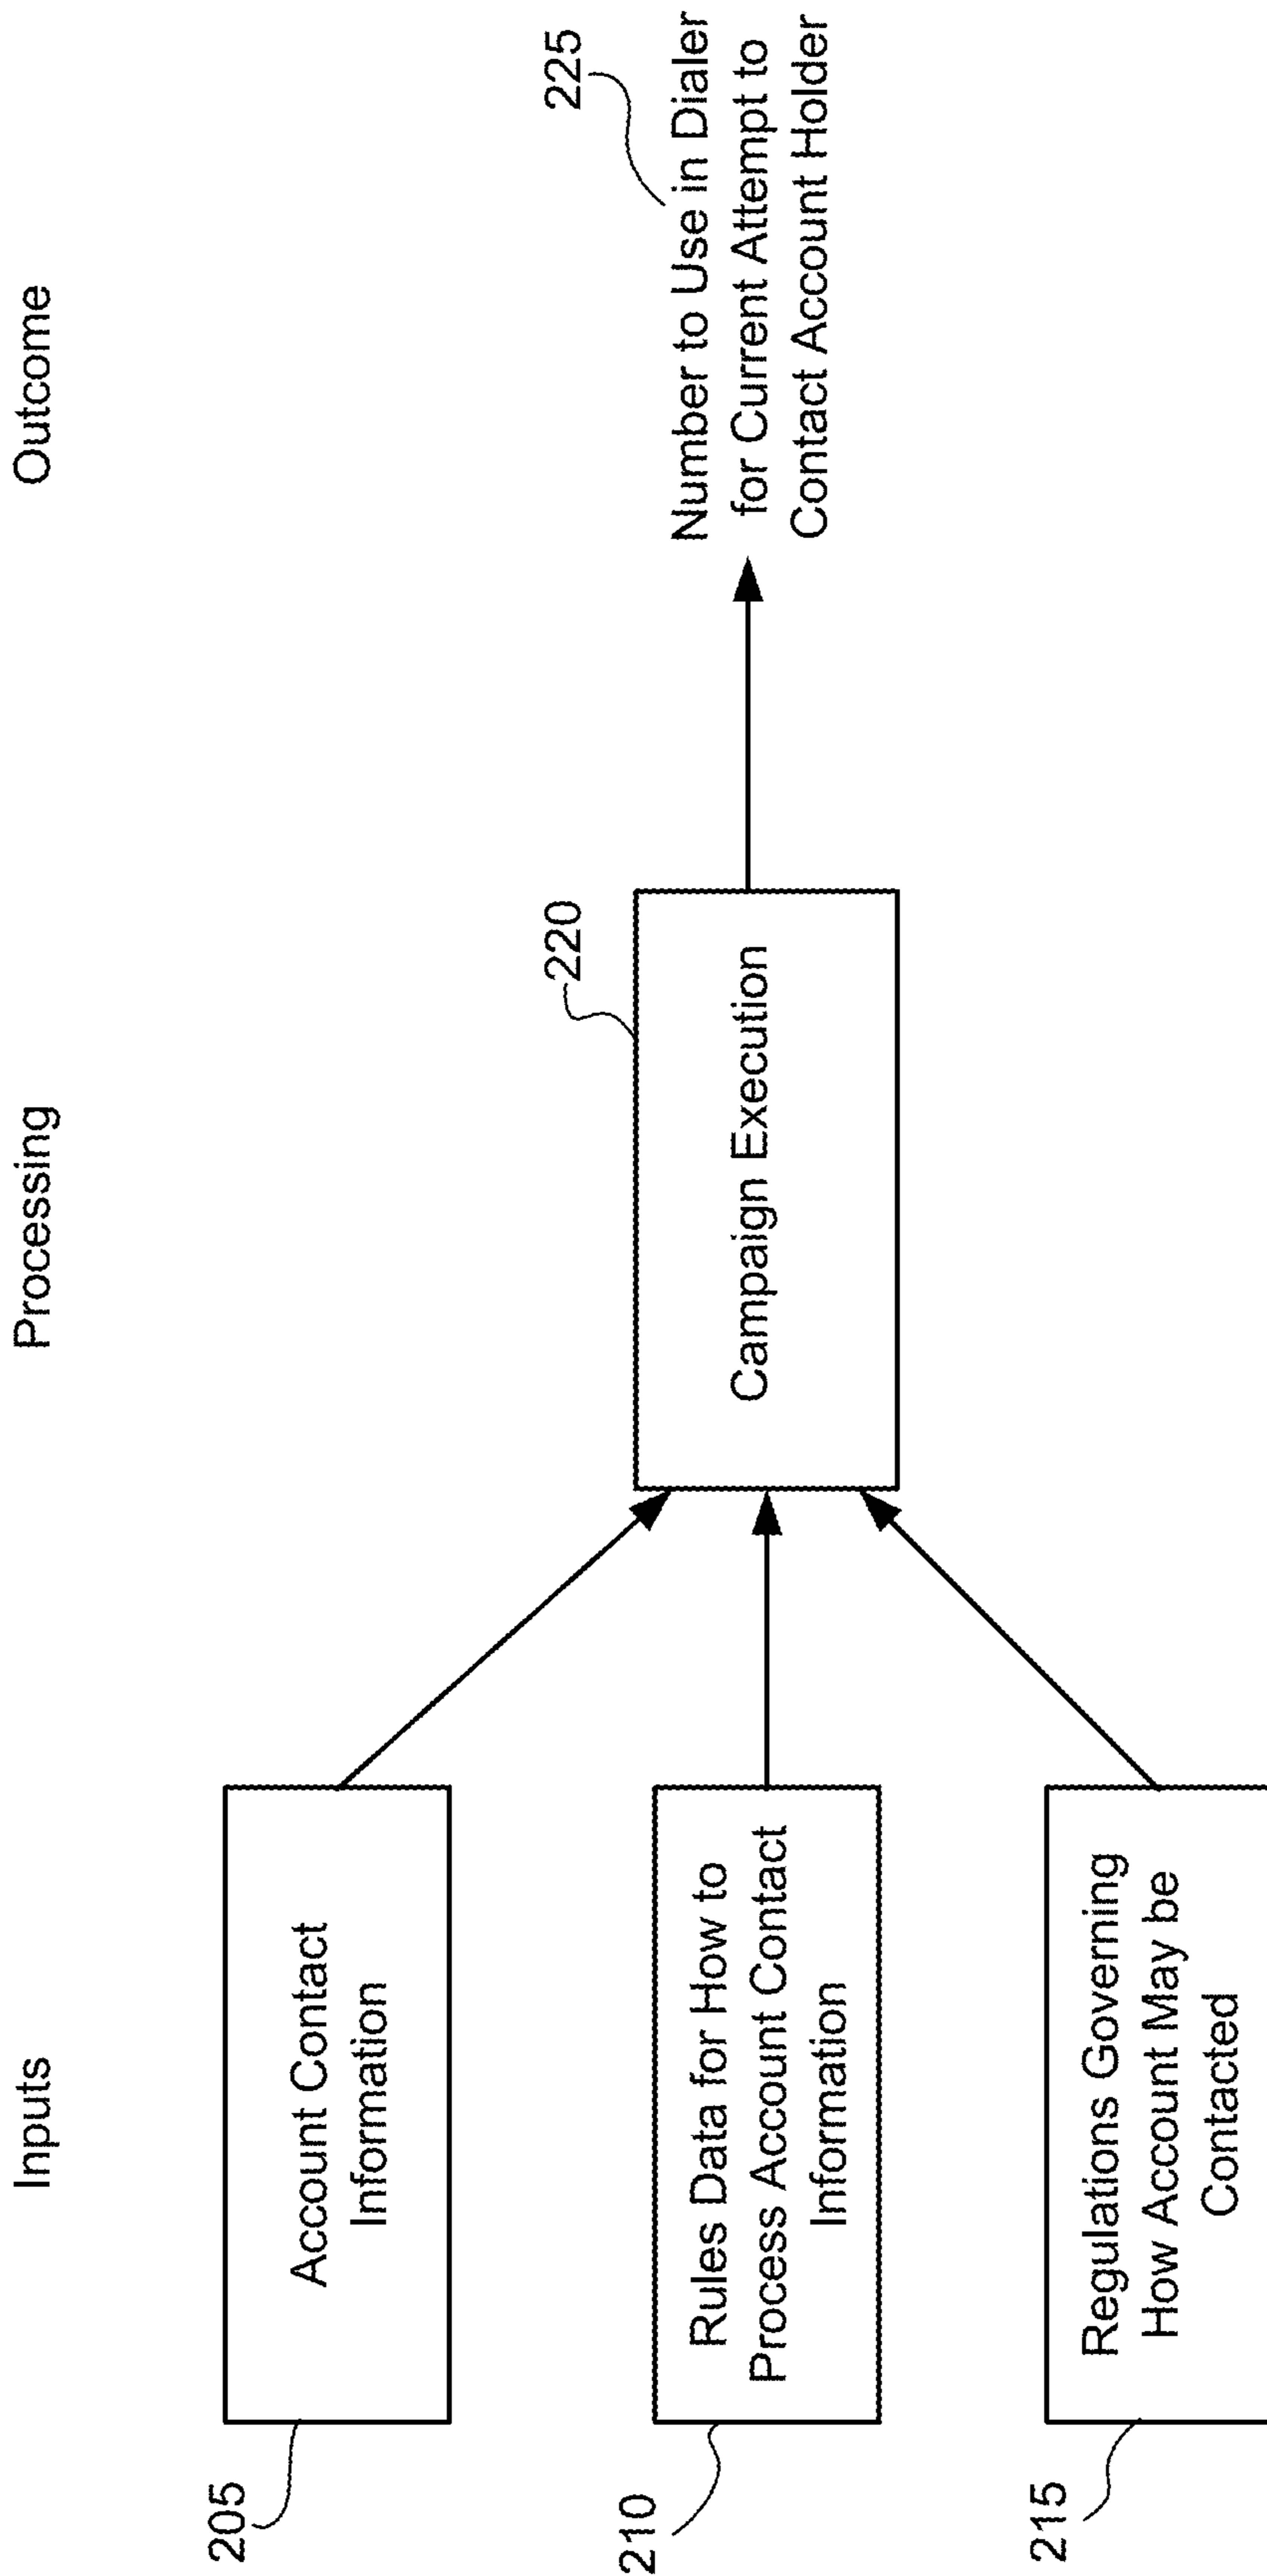 Inputs
Processing
Outcome
205
Account Contact
Information
210
Rules Data for How to
Process Account Contact
Information
215
Regulations Governing
How Account May be
Contacted
220
Campaign Execution
225
Number to Use in Dialer
for Current Attempt to
Contact Account Holder